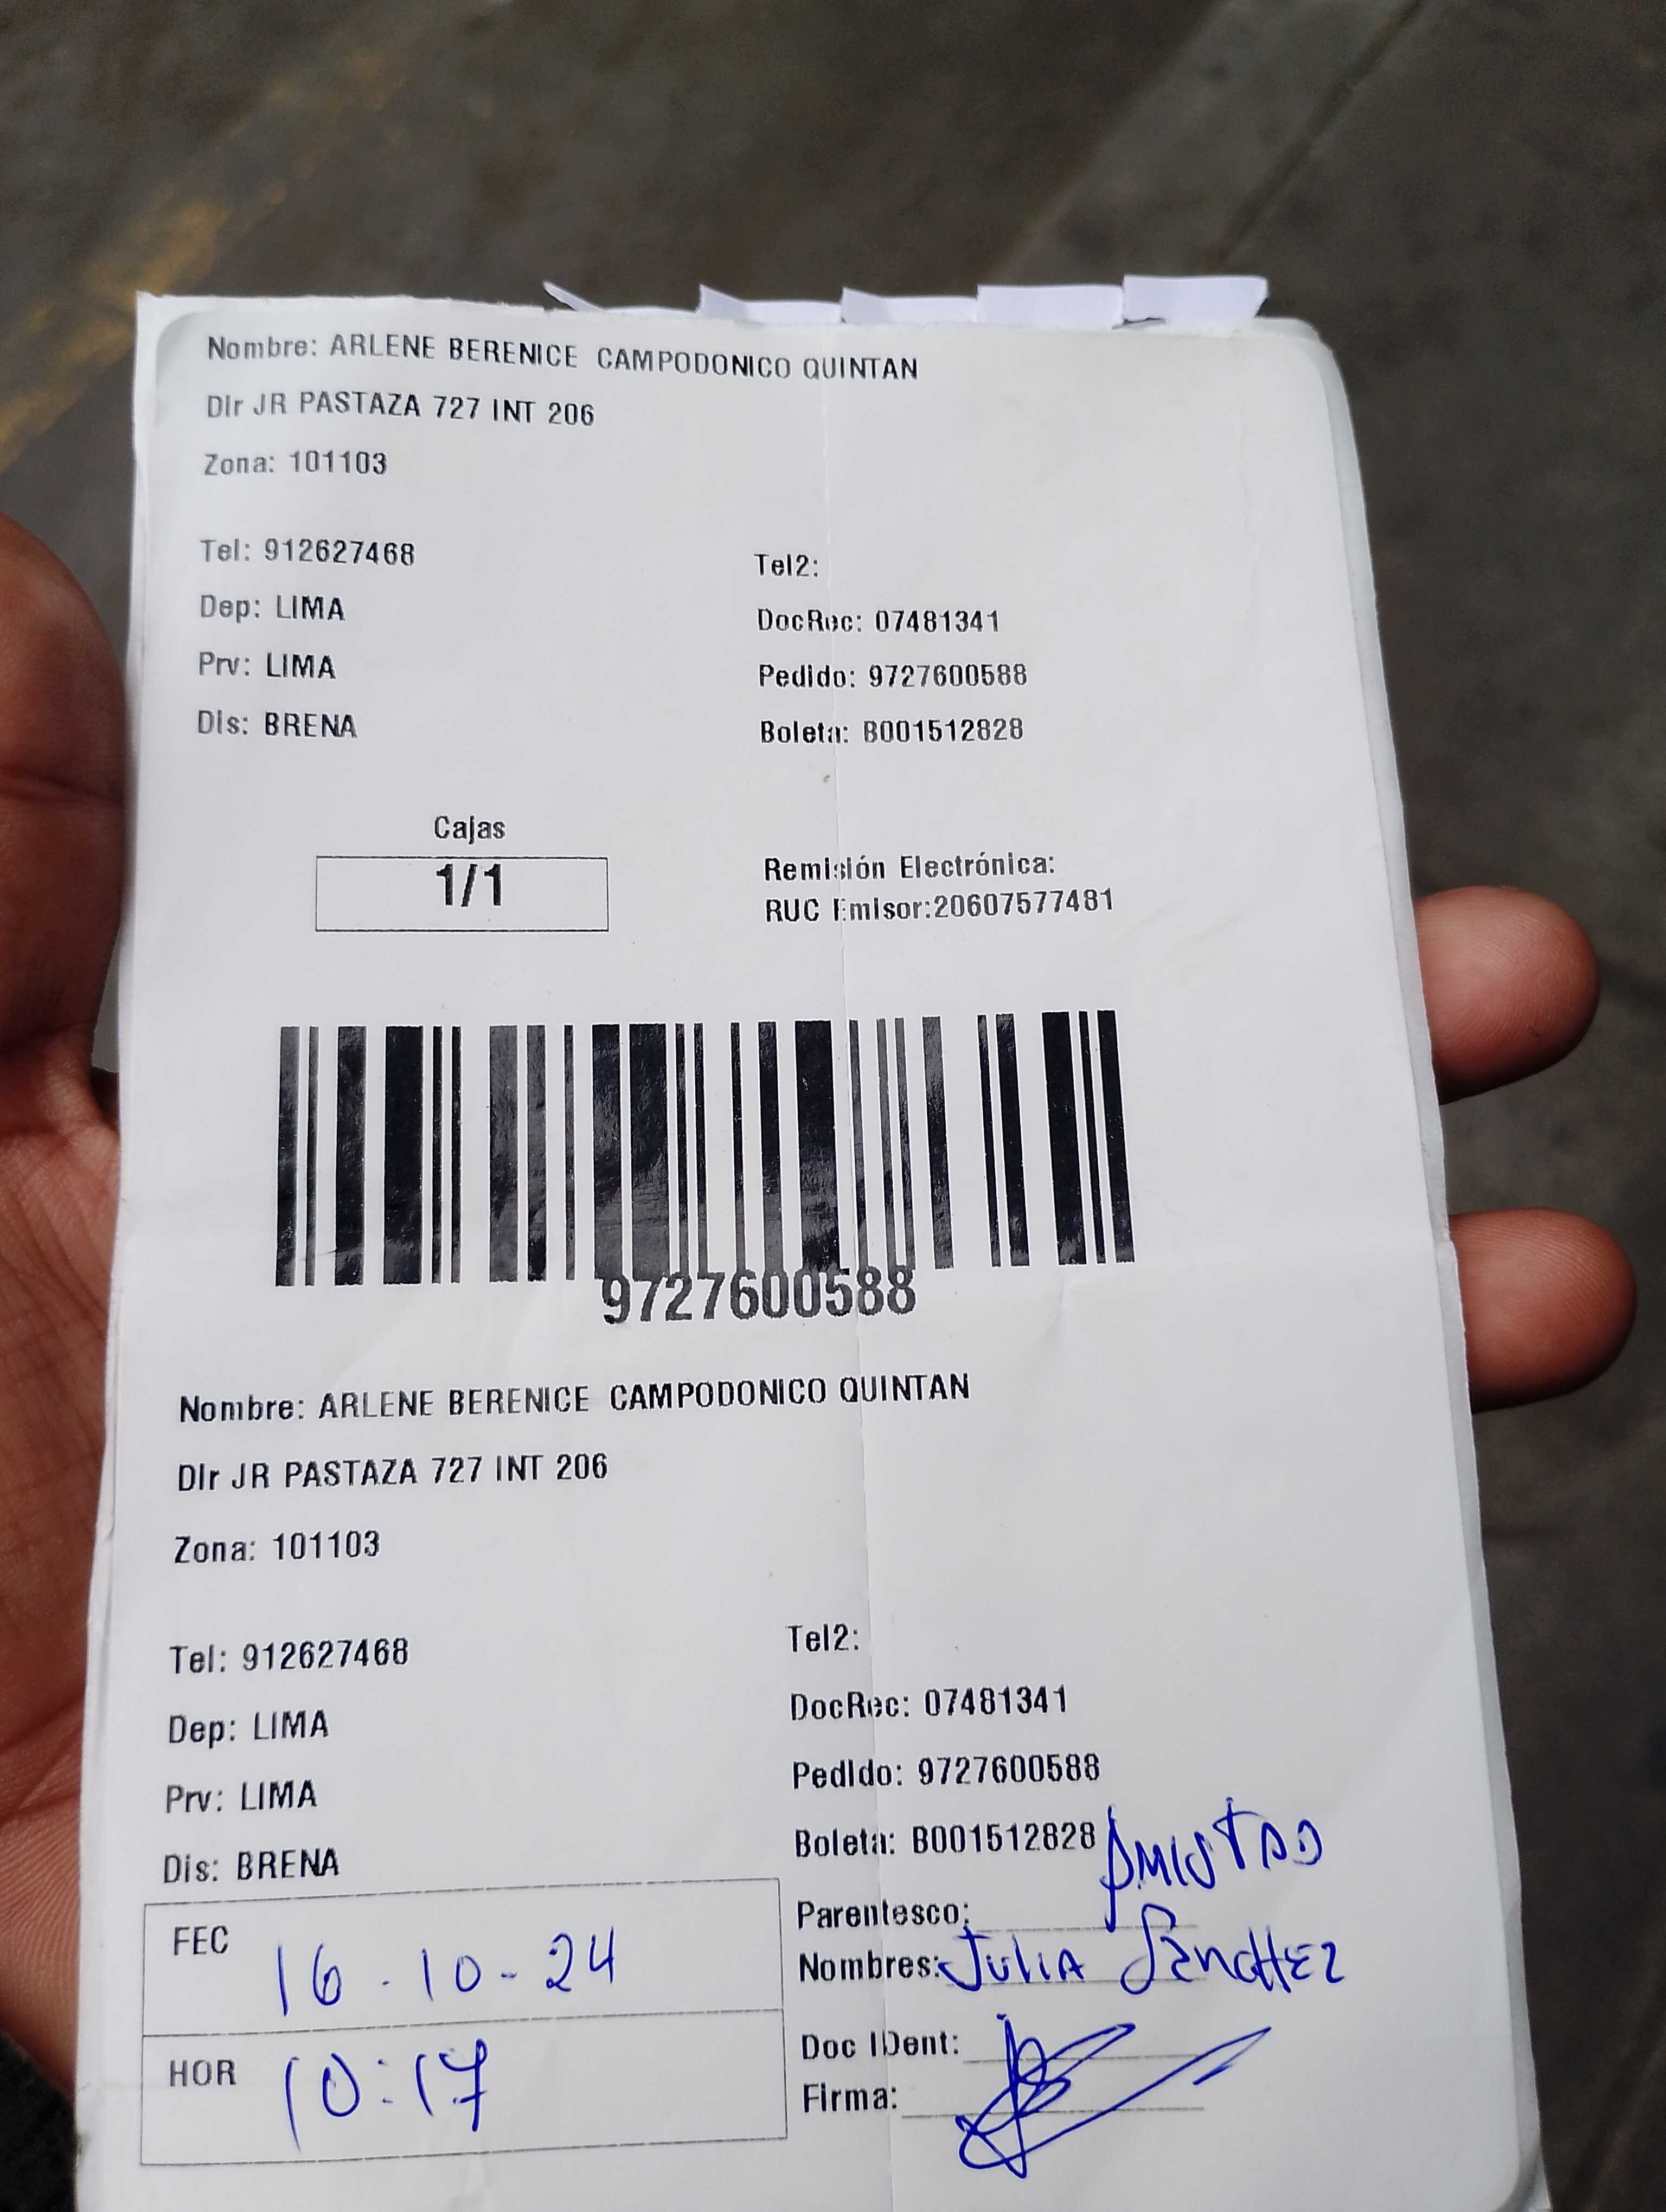 Nombre: ARLENE BERENICE CAMPODONICO QUINTAN
Dir JR PASTAZA 727 INT 206
Zona: 101103
Tel: 912627468 Tel2:
Dep: LIMA DocRec: 07481341
Prv: LIMA Pedido: 9727600588
Dis: BRENA Boleta: B001512828
Cajas
1/1
Remisión Electrónica:
RUC Emisor:20607577481
9727600588
Nombre: ARLENE BERENICE CAMPODONICO QUINTAN
Dir JR PASTAZA 727 INT 206
Zona: 101103
Tel: 912627468 Tel2:
Dep: LIMA DocRec: 07481341
Prv: LIMA Pedido: 9727600588
Dis: BRENA Boleta: B001512828
FEC 16-10-24
HOR 10:17
Parentesco: AMISTAD
Nombres: JULIA SÁNCHEZ
Doc IDent:
Firma: